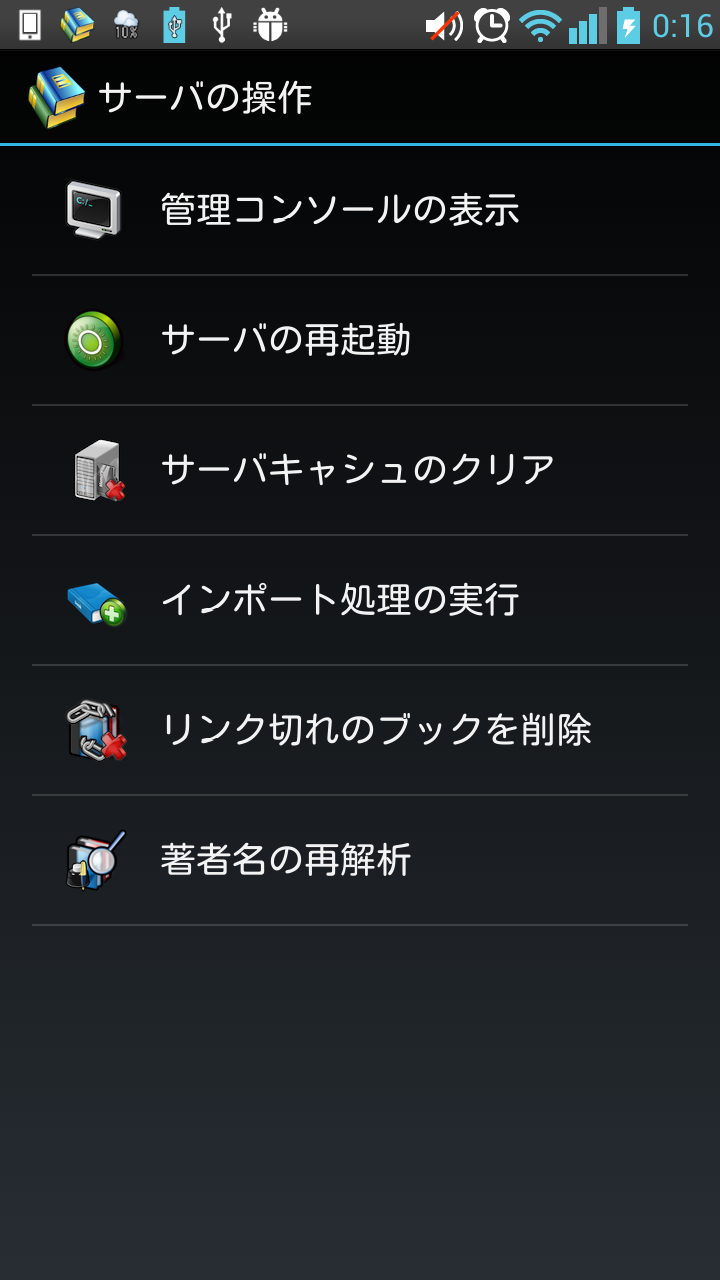 10%
0:16
サーバの操作
C:/_
管理コンソールの表示
サーバの再起動
サーバキャシュのクリア
インポート処理の実行
リンク切れのブックを削除
著者名の再解析